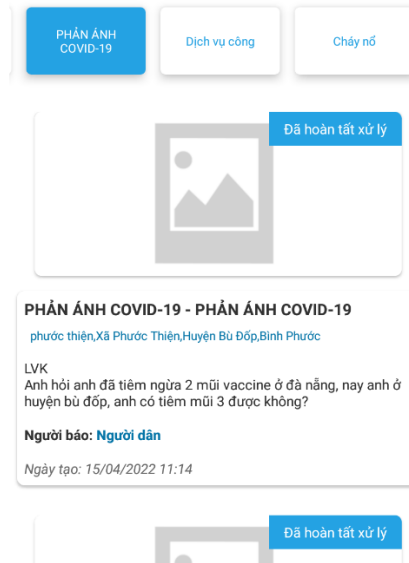 PHẢN ÁNH
COVID-19
Dịch vụ công
Cháy nổ
Đã hoàn tất xử lý
PHẢN ÁNH COVID-19 - PHẢN ÁNH COVID-19
phước thiện,Xã Phước Thiện,Huyện Bù Đốp,Bình Phước
LVK
Anh hỏi anh đã tiêm ngừa 2 mũi vaccine ở đà nẵng, nay anh ở
huyện bù đốp, anh có tiêm mũi 3 được không?
Người báo: Người dân
Ngày tạo: 15/04/2022 11:14
Đã hoàn tất xử lý